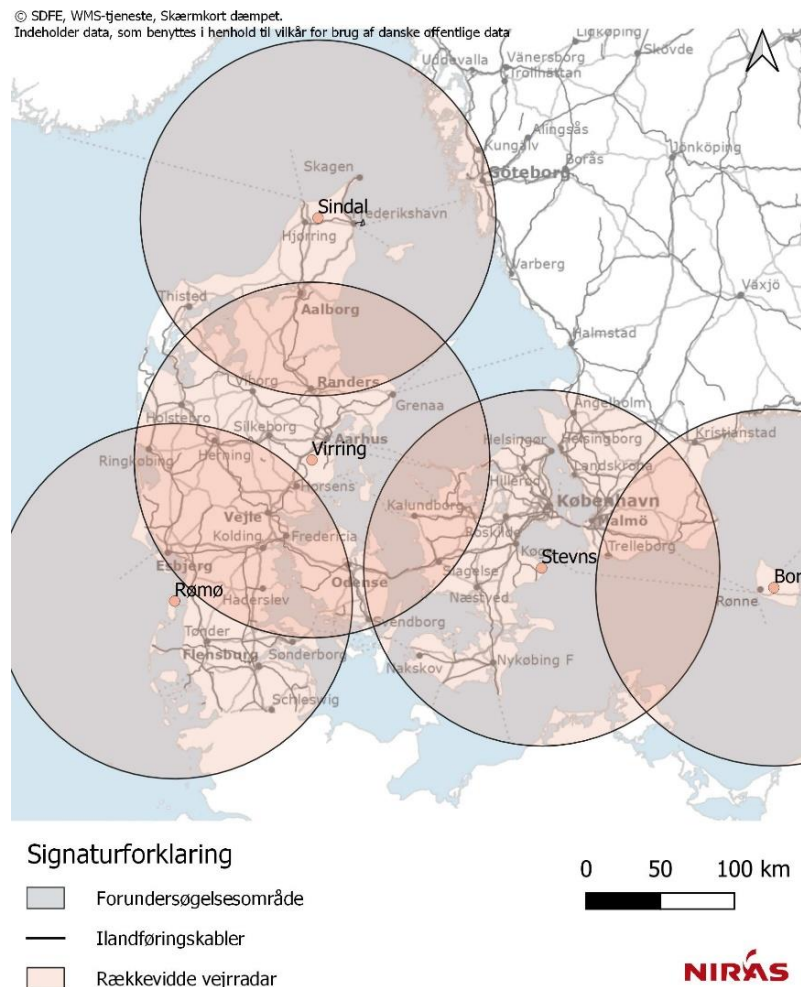 © SDFE, WMS-tjeneste, Skærmkort dæmpet.
Indeholder data, som benyttes i henhold til vilkår for brug af danske offentlige data
Lidköping
Skövde
Uddevalla
Vänersborg
Trollhättan
Alingsås
Kungälv
Jönköping
Borås
Göteborg
Skagen
Sindal
Frederikshavn
Hjørring
Varberg
Växjö
Thisted
Aalborg
Halmstad
Viborg
Randers
Grenaa
Holstebro
Ängelholm
Silkeborg
Aarhus
Helsingør
Helsingborg
Kristianstad
Ringkøbing
Herning
Virring
Hillerød
Landskrona
Horsens
Kalundborg
København
Vejle
Roskilde
Malmö
Kolding
Fredericia
Køge
Trelleborg
Esbjerg
Stevns
Odense
Slagelse
Rømø
Haderslev
Næstved
Rønne
Bor
Svendborg
Tønder
Flensburg
Sønderborg
Nakskov
Nykøbing F
Schleswig
Signaturforklaring
0 50 100 km
Forundersøgelsesområde
Ilandføringskabler
Rækkevidde vejrradar
NIRAS